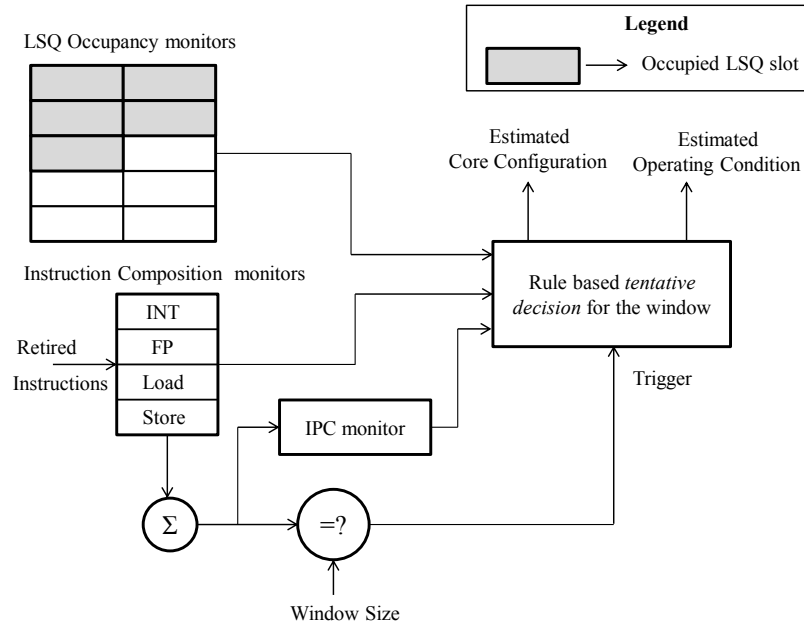 LSQ Occupancy monitors
Legend
Occupied LSQ slot
Estimated
Core Configuration
Estimated
Operating Condition
Rule based tentative
decision for the window
Instruction Composition monitors
INT
FP
Load
Store
Retired
Instructions
IPC monitor
Trigger
Σ
=?
Window Size